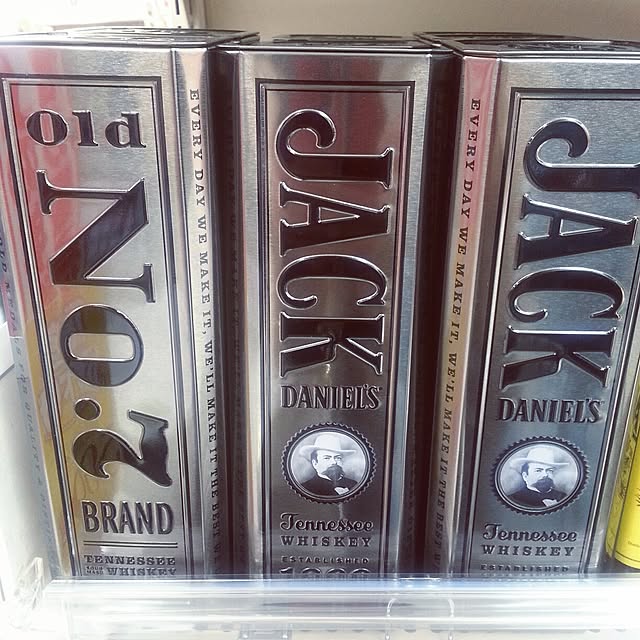 Old
No.7
BRAND
TENNESSEE
SOUR MASH WHISKEY
EVERY DAY WE MAKE IT, WE'LL MAKE IT THE BEST W
JACK
DANIEL'S
Tennessee
WHISKEY
ESTABLISHED
EVERY DAY WE MAKE IT, WE'LL MAKE IT THE BEST W
JACK
DANIEL'S
Tennessee
WHISKEY
ESTABLISHED